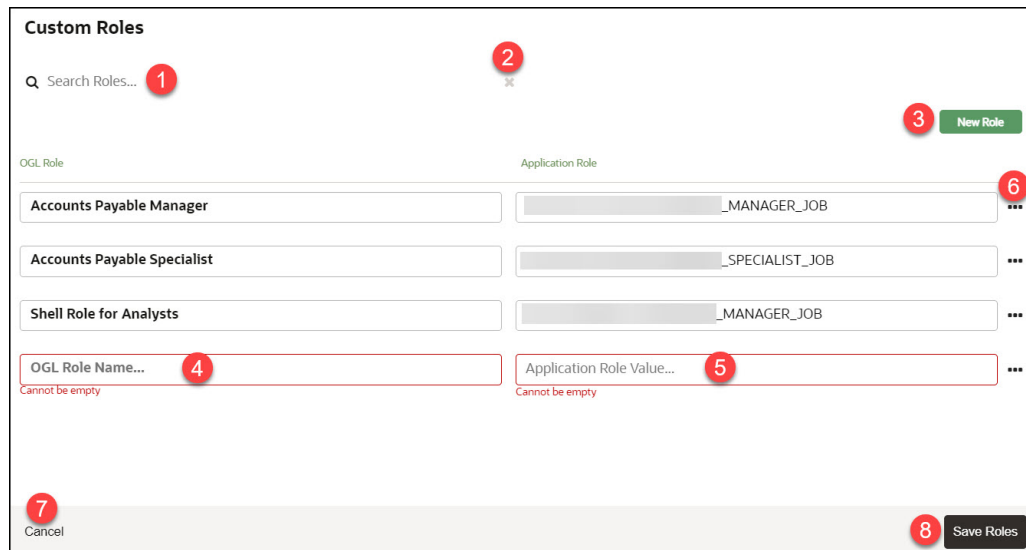 Custom Roles
2
Search Roles... 1
3 New Role
OGL Role Application Role
6
Accounts Payable Manager _MANAGER_JOB
Accounts Payable Specialist _SPECIALIST_JOB
Shell Role for Analysts _MANAGER_JOB
OGL Role Name... 4 Application Role Value... 5
Cannot be empty Cannot be empty
7
Cancel 8 Save Roles